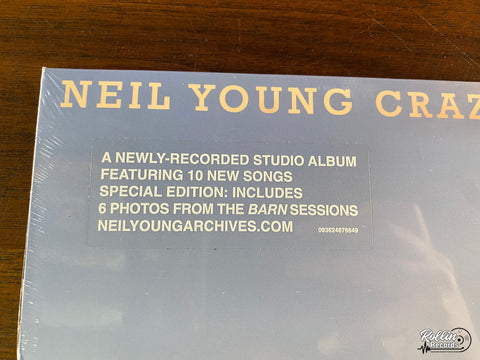 NEIL YOUNG CRAZ
A NEWLY-RECORDED STUDIO ALBUM
FEATURING 10 NEW SONGS
SPECIAL EDITION: INCLUDES
6 PHOTOS FROM THE BARN SESSIONS
NEILYOUNGARCHIVES.COM 093624876649
Rollin'
Records